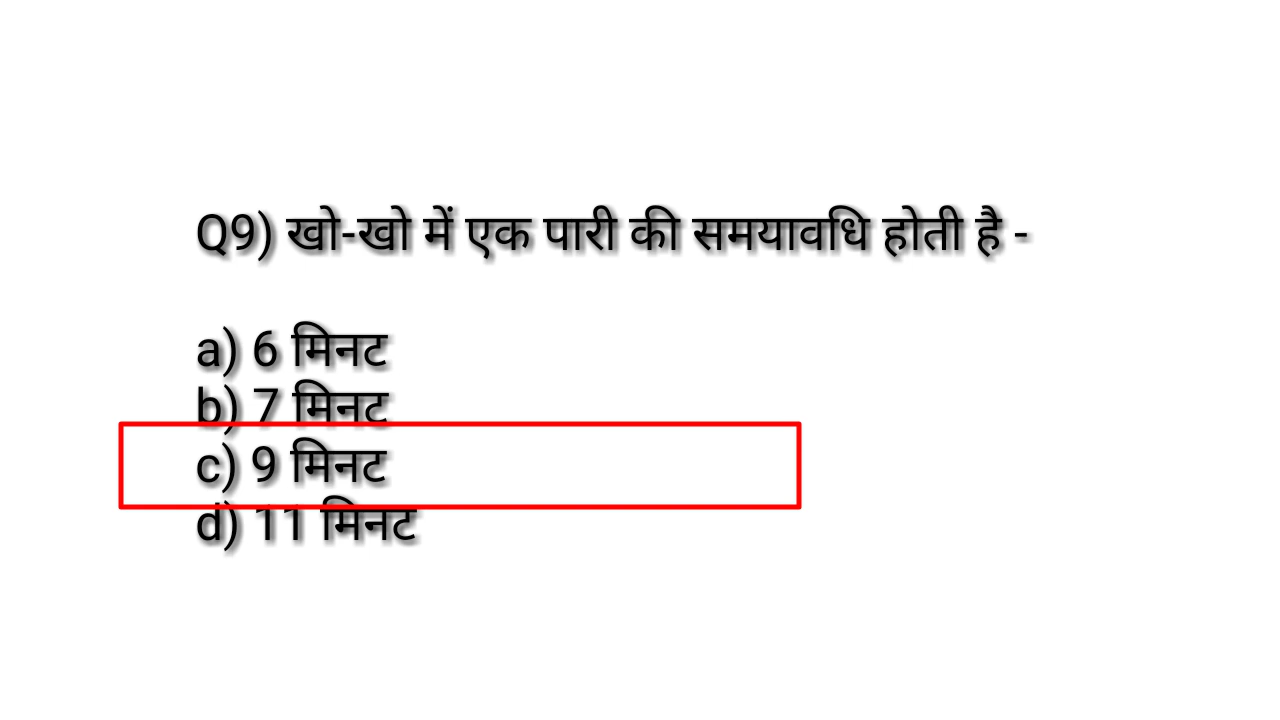 Q9) खो-खो में एक पारी की समयावधि होती है -
a) 6 मिनट
b) 7 मिनट
c) 9 मिनट
d) 11 मिनट